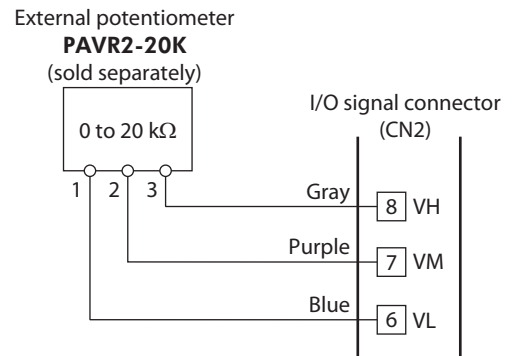 External potentiometer
PAVR2-20K
(sold separately)
0 to 20 kΩ
1 2 3
I/O signal connector
(CN2)
Gray 8 VH
Purple 7 VM
Blue 6 VL